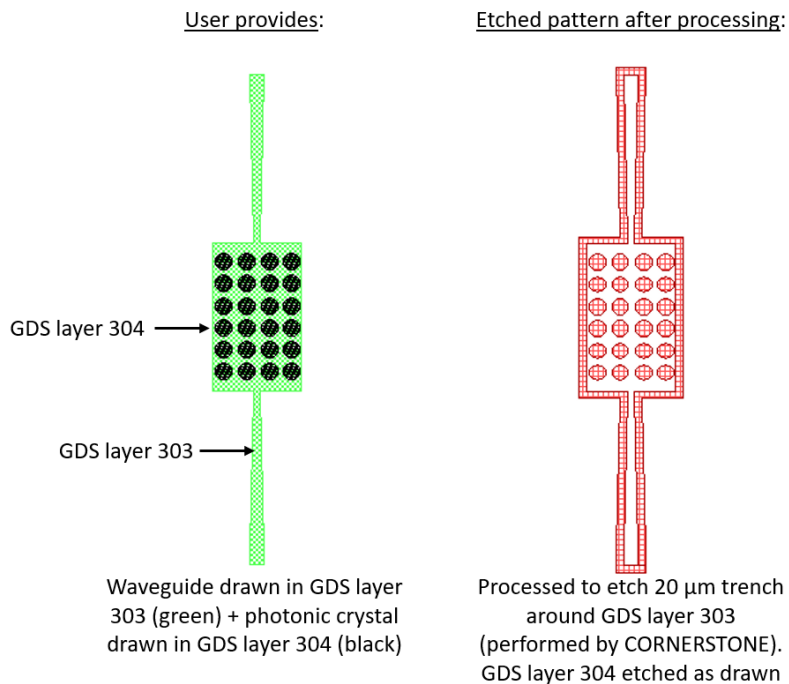 User provides:
Etched pattern after processing:
GDS layer 304
GDS layer 303
Waveguide drawn in GDS layer
303 (green) + photonic crystal
drawn in GDS layer 304 (black)
Processed to etch 20 µm trench
around GDS layer 303
(performed by CORNERSTONE).
GDS layer 304 etched as drawn